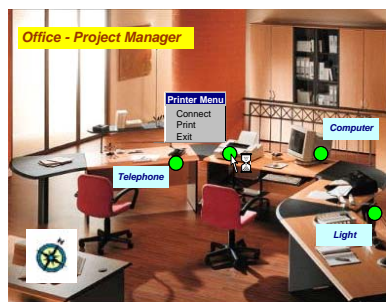 Office - Project Manager
Printer Menu
Connect
Print
Exit
Computer
Telephone
Light
N